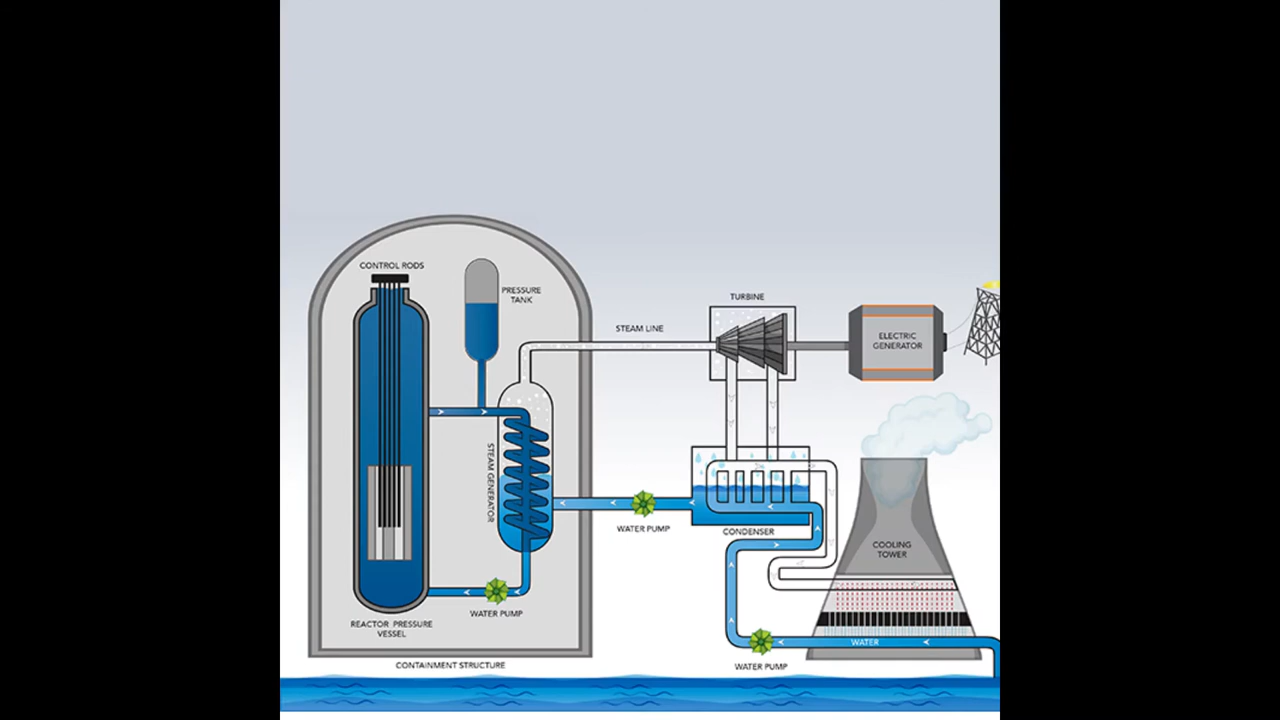 CONTROL RODS
PRESSURE
TANK
TURBINE
STEAM LINE
ELECTRIC
GENERATOR
STEAM GENERATOR
WATER PUMP
CONDENSER
COOLING
TOWER
WATER PUMP
REACTOR PRESSURE
VESSEL
WATER
CONTAINMENT STRUCTURE
WATER PUMP